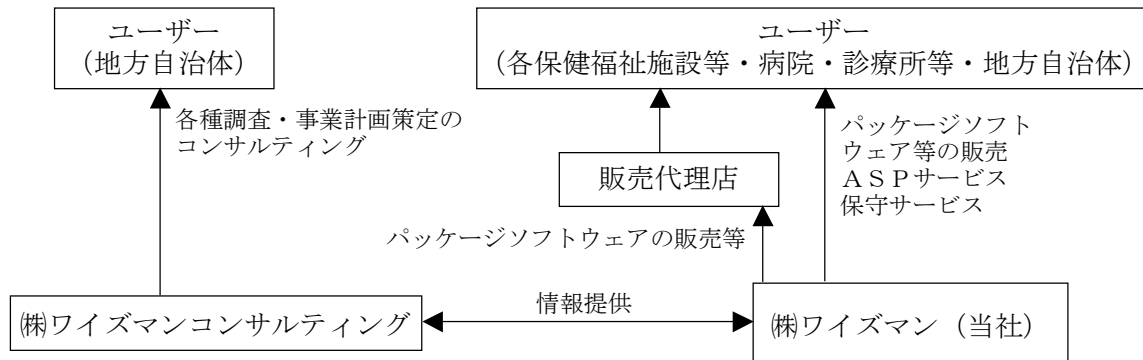 ユーザー
(地方自治体)
ユーザー
(各保健福祉施設等・病院・診療所等・地方自治体)
各種調査・事業計画策定の
コンサルティング
パッケージソフト
ウェア等の販売
ASPサービス
保守サービス
販売代理店
パッケージソフトウェアの販売等
㈱ワイズマンコンサルティング
情報提供
㈱ワイズマン(当社)